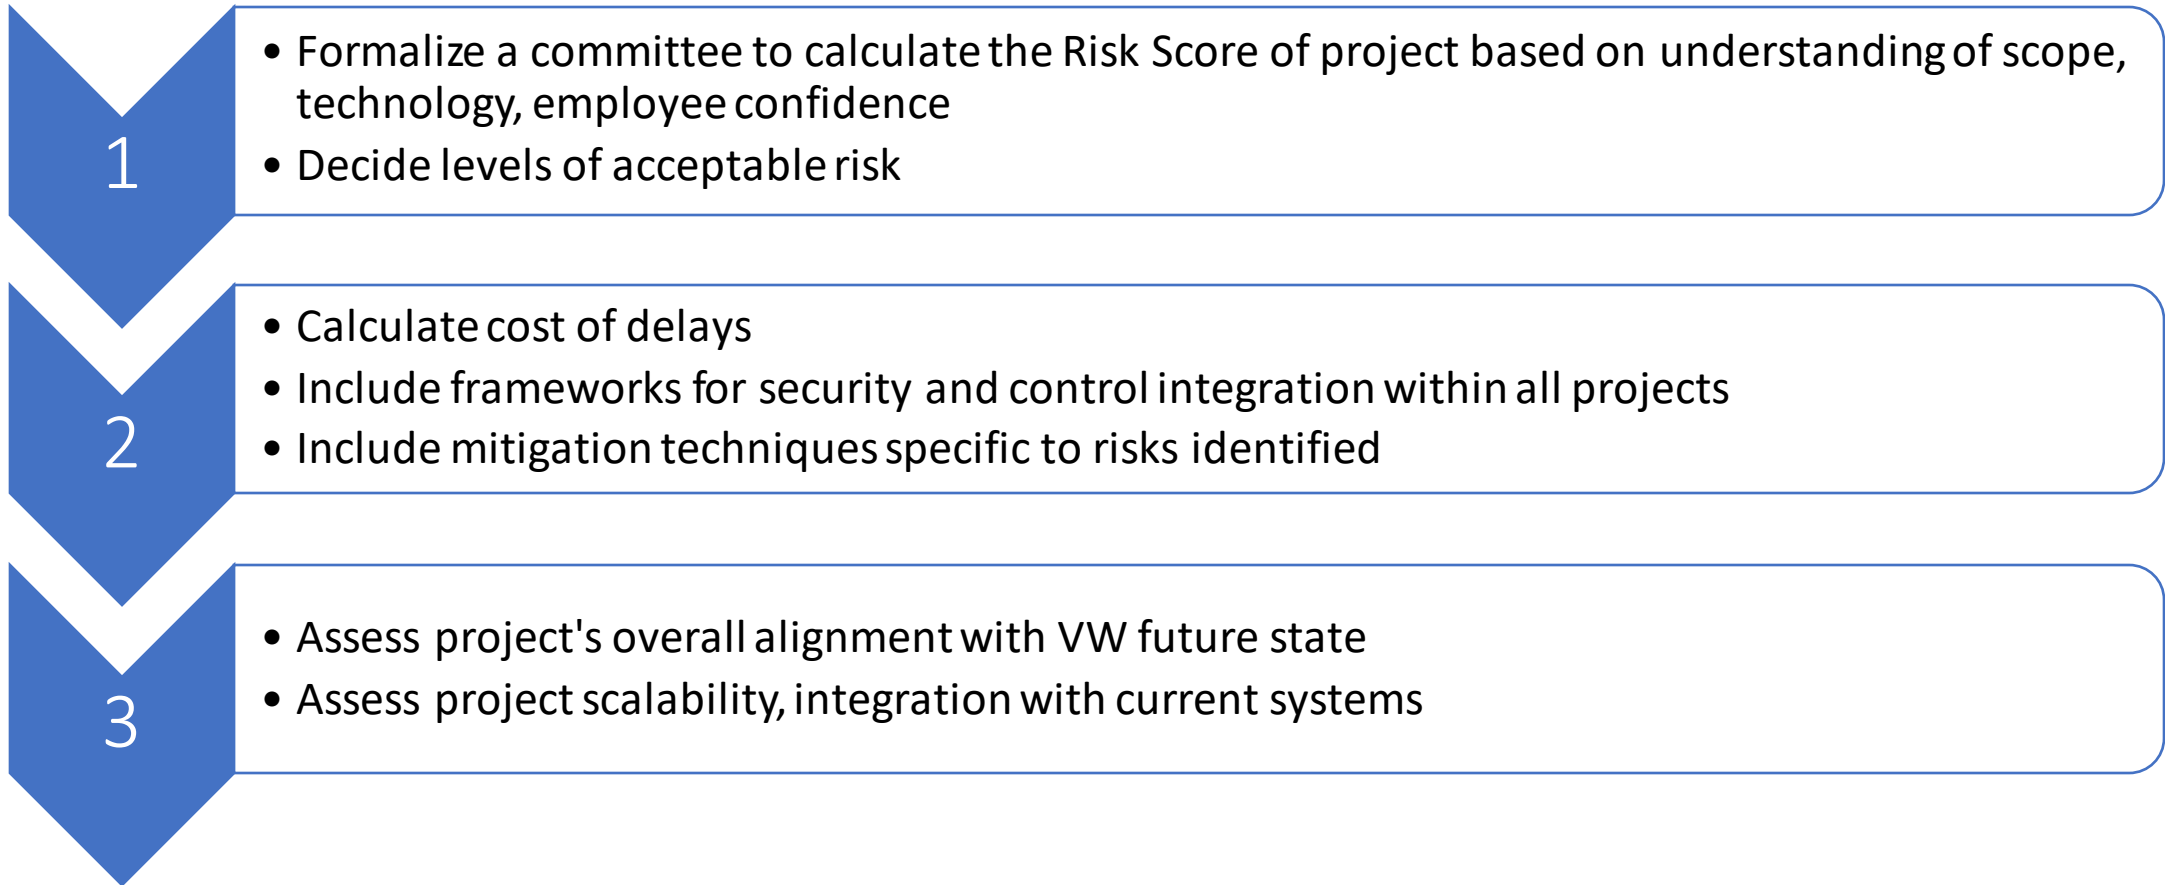 1
• Formalize a committee to calculate the Risk Score of project based on understanding of scope,
technology, employee confidence
• Decide levels of acceptable risk
2
• Calculate cost of delays
• Include frameworks for security and control integration within all projects
• Include mitigation techniques specific to risks identified
3
• Assess project's overall alignment with VW future state
• Assess project scalability, integration with current systems